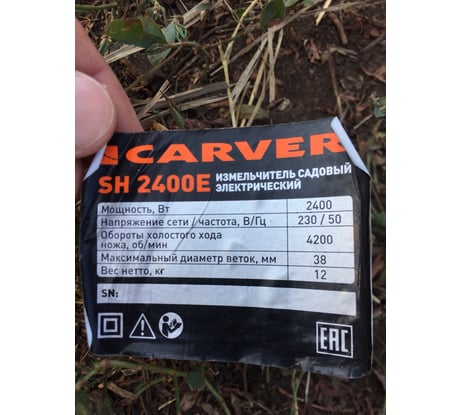 CARVER
SH 2400E ИЗМЕЛЬЧИТЕЛЬ САДОВЫЙ
ЭЛЕКТРИЧЕСКИЙ
Мощность, Вт 2400
Напряжение сети / частота, В/Гц 230 / 50
Обороты холостого хода
ножа, об/мин 4200
Максимальный диаметр веток, мм 38
Вес нетто, кг 12
SN:
EAC